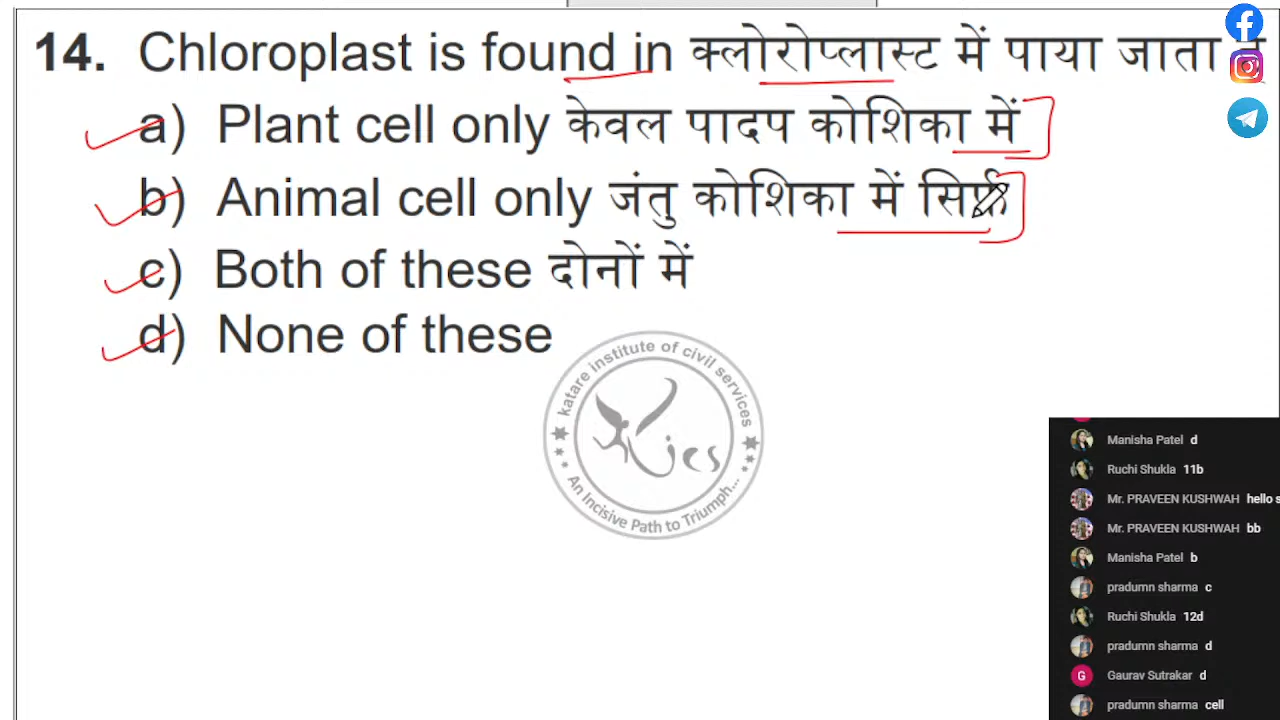 14. Chloroplast is found in क्लोरोप्लास्ट में पाया जाता
a) Plant cell only केवल पादप कोशिका में
b) Animal cell only जंतु कोशिका में सिर्फ
c) Both of these दोनों में
d) None of these
katare institute of civil services
Kics
An Incisive Path to Triumph...
Manisha Patel d
Ruchi Shukla 11b
Mr. PRAVEEN KUSHWAH hello s
Mr. PRAVEEN KUSHWAH bb
Manisha Patel b
pradumn sharma c
Ruchi Shukla 12d
pradumn sharma d
G Gaurav Sutrakar d
pradumn sharma cell